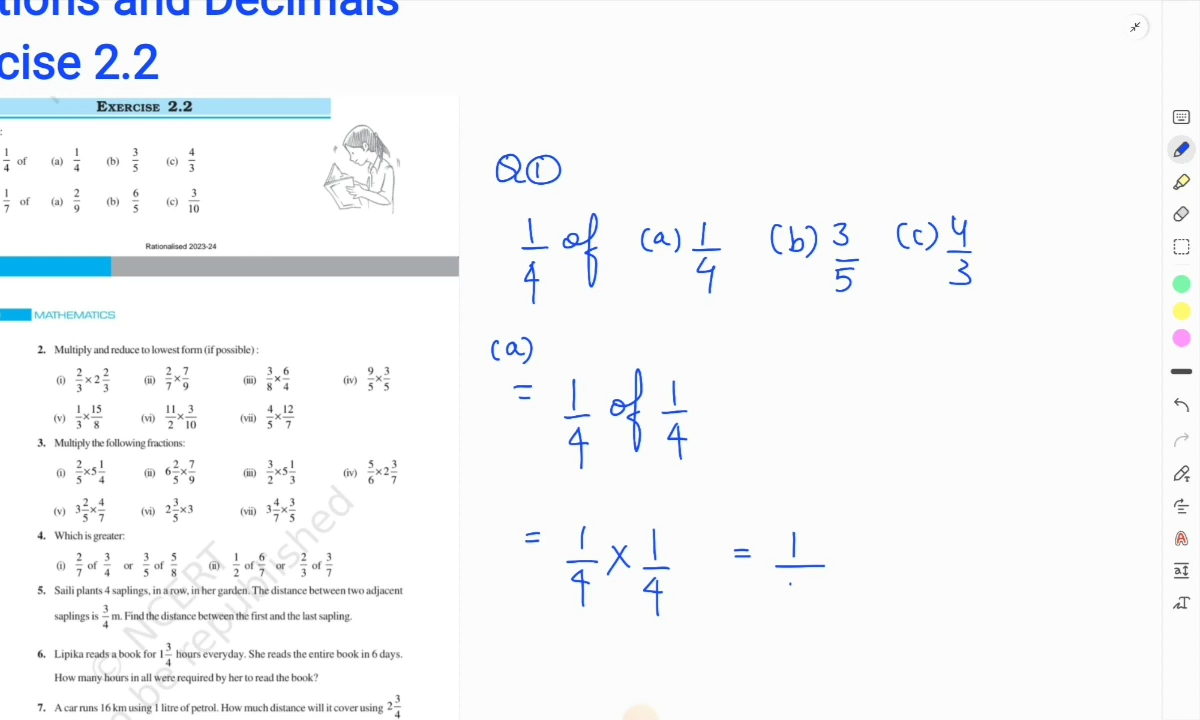 tions and Decimals
cise 2.2
EXERCISE 2.2
:
1/4 of (a) 1/4 (b) 3/5 (c) 4/3
1/7 of (a) 2/9 (b) 6/5 (c) 3/10
Rationalised 2023-24
MATHEMATICS
2. Multiply and reduce to lowest form (if possible) :
(i) 2/3 × 2 2/3 (ii) 2/7 × 7/9 (iii) 3/8 × 6/4 (iv) 9/5 × 3/5
(v) 1/3 × 15/8 (vi) 11/2 × 3/10 (vii) 4/5 × 12/7
3. Multiply the following fractions:
(i) 2/5 × 5 1/4 (ii) 6 2/5 × 7/9 (iii) 3/2 × 5 1/3 (iv) 5/6 × 2 3/7
(v) 3 2/5 × 4/7 (vi) 2 3/5 × 3 (vii) 3 4/7 × 3/5
4. Which is greater:
(i) 2/7 of 3/4 or 3/5 of 5/8 (ii) 1/2 of 6/7 or 2/3 of 3/7
5. Saili plants 4 saplings, in a row, in her garden. The distance between two adjacent
saplings is 3/4 m. Find the distance between the first and the last sapling.
6. Lipika reads a book for 1 3/4 hours everyday. She reads the entire book in 6 days.
How many hours in all were required by her to read the book?
7. A car runs 16 km using 1 litre of petrol. How much distance will it cover using 2 3/4
© NCERT
be republished
Q ①
1/4 of (a) 1/4 (b) 3/5 (c) 4/3
(a)
= 1/4 of 1/4
= 1/4 × 1/4 = 1/